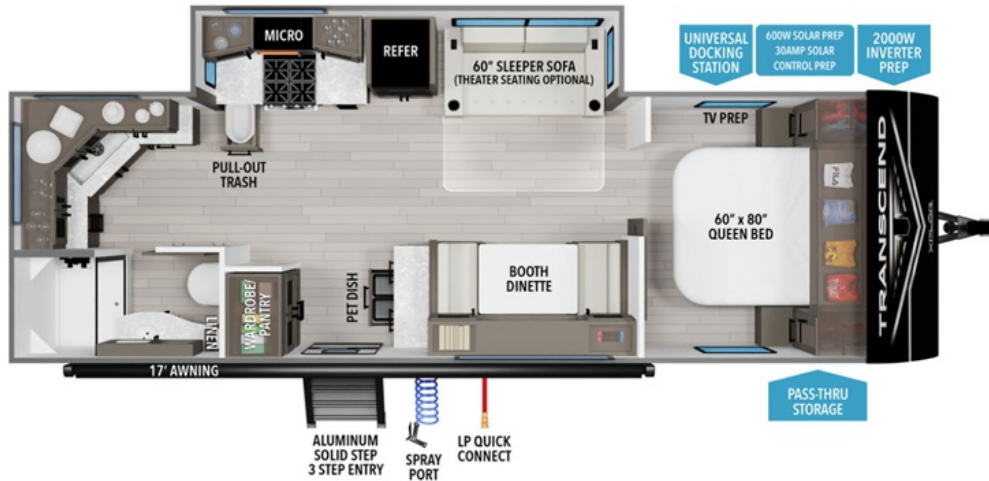 MICRO
REFER
60" SLEEPER SOFA
(THEATER SEATING OPTIONAL)
UNIVERSAL
DOCKING
STATION
600W SOLAR PREP
30AMP SOLAR
CONTROL PREP
2000W
INVERTER
PREP
TV PREP
PULL-OUT
TRASH
60" x 80"
QUEEN BED
TRANSCEND
XPLOR
BOOTH
DINETTE
PET DISH
WARDROBE/
PANTRY
LINEN
17' AWNING
PASS-THRU
STORAGE
ALUMINUM
SOLID STEP
3 STEP ENTRY
SPRAY
PORT
LP QUICK
CONNECT